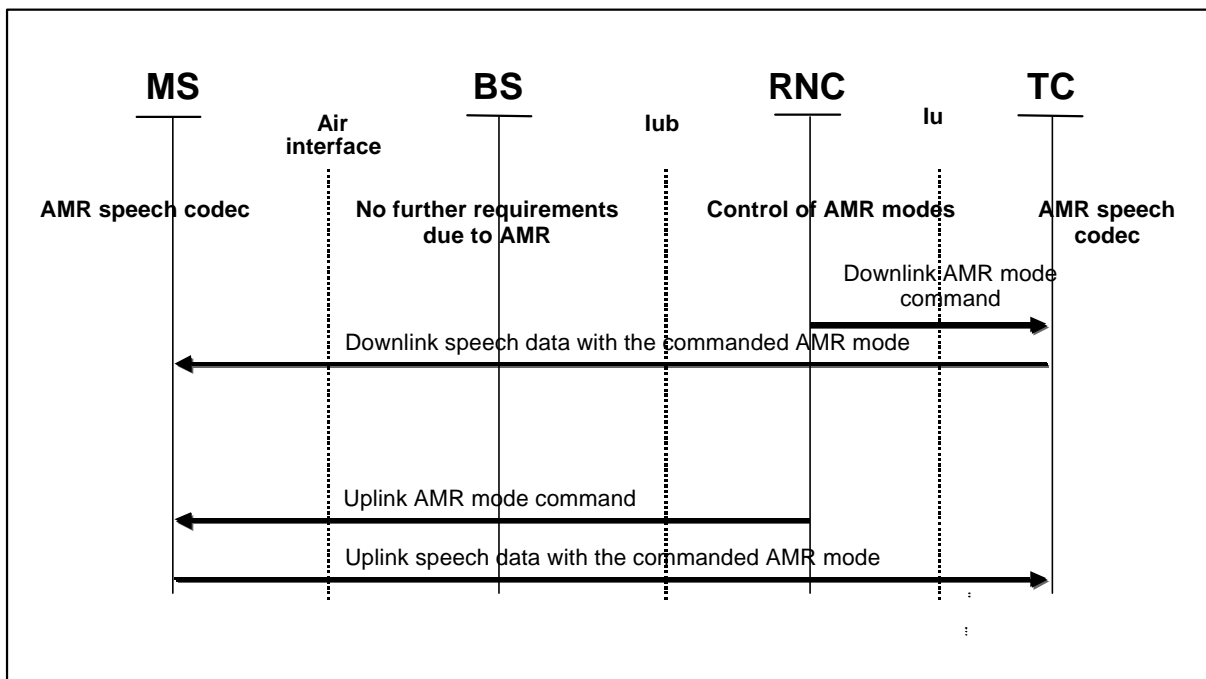 MS
BS
RNC
TC
Air
interface
Iub
Iu
AMR speech codec
No further requirements
due to AMR
Control of AMR modes
AMR speech
codec
Downlink AMR mode
command
Downlink speech data with the commanded AMR mode
Uplink AMR mode command
Uplink speech data with the commanded AMR mode